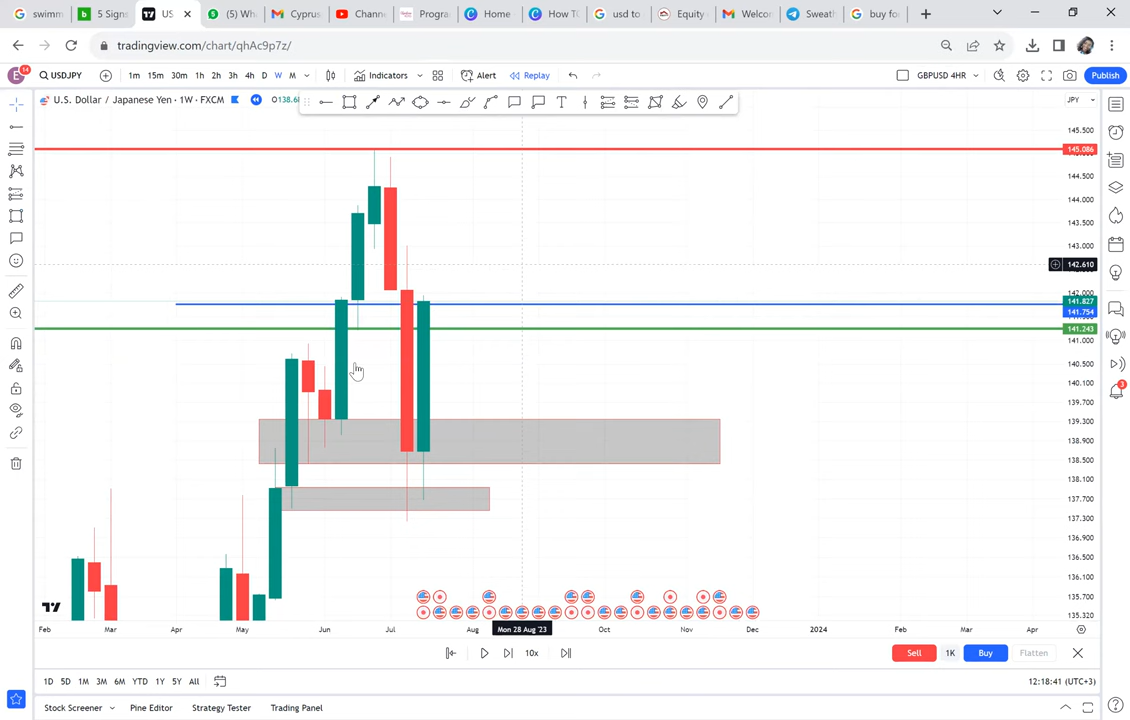 swimm
5 Signs
US
(5) Wh
Cyprus
Chann
Progra
Home
How TO
usd to
Equity
Welcon
Sweath
buy fo
tradingview.com/chart/qhAc9p7z/
E
14
USDJPY
1m 15m 30m 1h 2h 3h 4h D W M
Indicators
Alert
Replay
GBPUSD 4HR
Publish
U.S. Dollar / Japanese Yen · 1W · FXCM
JPY
145.500
145.086
144.500
144.000
143.500
143.000
142.610
142.000
141.827
141.754
141.243
141.000
140.500
140.100
139.700
139.300
138.900
138.500
138.100
137.700
137.300
136.900
136.500
136.100
135.700
135.320
3
Feb Mar Apr May Jun Jul Aug Mon 28 Aug '23 Oct Nov Dec 2024 Feb Mar Apr
10x
Sell 1K Buy Flatten
1D 5D 1M 3M 6M YTD 1Y 5Y All
12:18:41 (UTC+3)
Stock Screener Pine Editor Strategy Tester Trading Panel